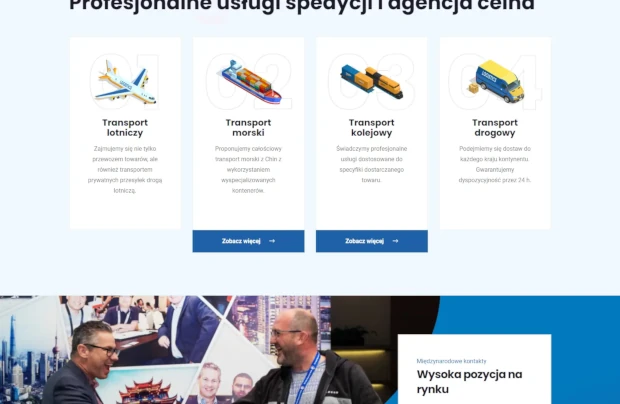 Profesjonalne usługi spedycji i agencja celna
01 02 03 04
Transport
lotniczy
Zajmujemy się nie tylko
przewozem towarów, ale
również transportem
prywatnych przesyłek drogą
lotniczą.
Transport
morski
Proponujemy całościowy
transport morski z Chin z
wykorzystaniem
wyspecjalizowanych
kontenerów.
Zobacz więcej →
Transport
kolejowy
Świadczymy profesjonalne
usługi dostosowane do
specyfiki dostarczanego
towaru.
Zobacz więcej →
Transport
drogowy
Podejmiemy się dostaw do
każdego kraju kontynentu.
Gwarantujemy
dyspozycyjność przez 24 h.
Międzynarodowe kontakty
Wysoka pozycja na
rynku